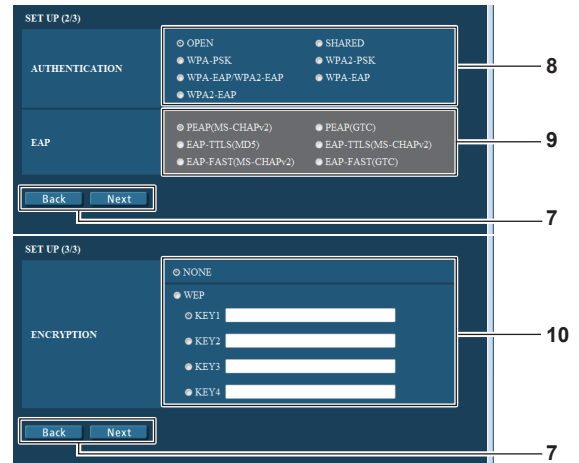 SET UP (2/3)
AUTHENTICATION
OPEN SHARED
WPA-PSK WPA2-PSK
WPA-EAP/WPA2-EAP WPA-EAP
WPA2-EAP
8
EAP
PEAP(MS-CHAPv2) PEAP(GTC)
EAP-TTLS(MD5) EAP-TTLS(MS-CHAPv2)
EAP-FAST(MS-CHAPv2) EAP-FAST(GTC)
9
Back Next
7
SET UP (3/3)
ENCRYPTION
NONE
WEP
KEY1
KEY2
KEY3
KEY4
10
Back Next
7